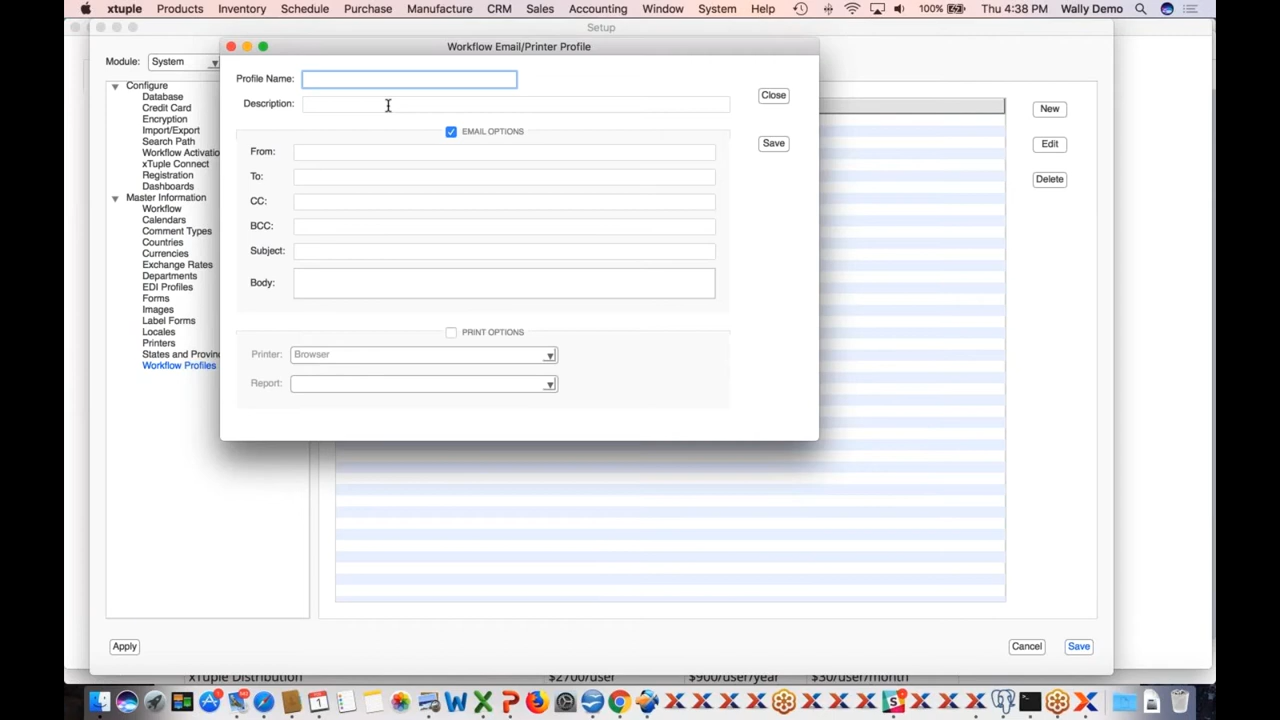 xtuple Products Inventory Schedule Purchase Manufacture CRM Sales Accounting Window System Help 100% Thu 4:38 PM Wally Demo
Setup
Workflow Email/Printer Profile
Module: System
Profile Name:
Description:
Close
Save
EMAIL OPTIONS
From:
To:
CC:
BCC:
Subject:
Body:
PRINT OPTIONS
Printer: Browser
Report:
Configure
Database
Credit Card
Encryption
Import/Export
Search Path
Workflow Activatio
xTuple Connect
Registration
Dashboards
Master Information
Workflow
Calendars
Comment Types
Countries
Currencies
Exchange Rates
Departments
EDI Profiles
Forms
Images
Label Forms
Locales
Printers
States and Provinc
Workflow Profiles
New
Edit
Delete
Apply
Cancel
Save
xTuple Distribution $2700/user $900/user/year $30/user/month